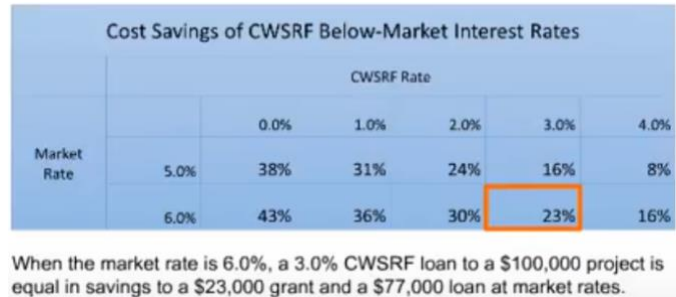 Cost Savings of CWSRF Below-Market Interest Rates
CWSRF Rate
0.0% 1.0% 2.0% 3.0% 4.0%
Market
Rate
5.0% 38% 31% 24% 16% 8%
6.0% 43% 36% 30% 23% 16%
When the market rate is 6.0%, a 3.0% CWSRF loan to a $100,000 project is
equal in savings to a $23,000 grant and a $77,000 loan at market rates.